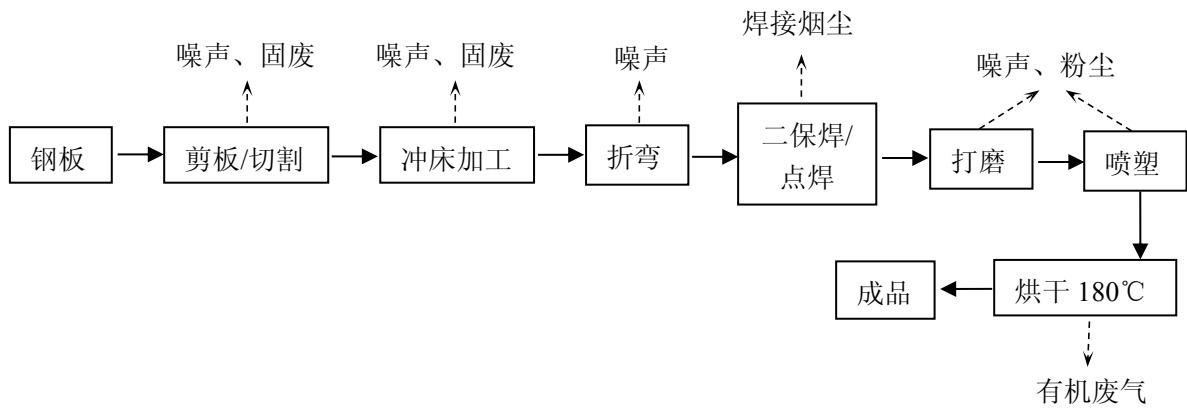 焊接烟尘
噪声、固废
噪声、固废
噪声
噪声、粉尘
钢板
剪板/切割
冲床加工
折弯
二保焊/
点焊
打磨
喷塑
成品
烘干 180℃
有机废气